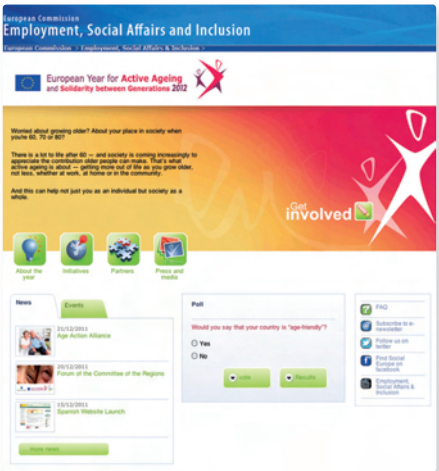 European Commission
Employment, Social Affairs and Inclusion
European Commission > Employment, Social Affairs & Inclusion >
European Year for Active Ageing
and Solidarity between Generations 2012
Worried about growing older? About your place in society when
you're 60, 70 or 80?
There is a lot to life after 60 — and society is coming increasingly to
appreciate the contribution older people can make. That's what
active ageing is about — getting more out of life as you grow older,
not less, whether at work, at home or in the community.
And this can help not just you as an individual but society as a
whole.
Get
involved
About the
year
Initiatives
Partners
Press and
media
News
Events
21/12/2011
Age Action Alliance
20/12/2011
Forum of the Committee of the Regions
15/12/2011
Spanish Website Launch
more news
Poll
Would you say that your country is "age-friendly"?
Yes
No
vote
Results
FAQ
Subscribe to e-
newsletter
Follow us on
twitter
Find Social
Europe on
facebook
Employment,
Social Affairs &
Inclusion